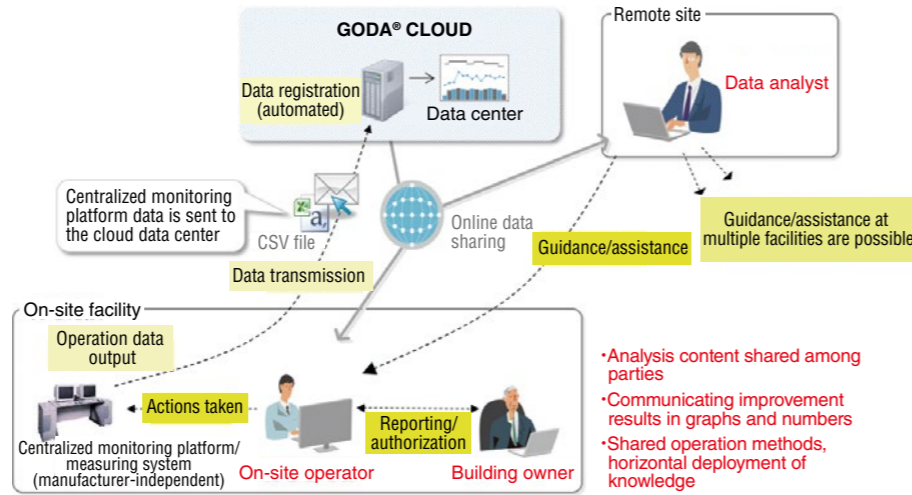 GODA® CLOUD
Data registration
(automated)
Data center
Remote site
Data analyst
Centralized monitoring
platform data is sent to
the cloud data center
a,
CSV file
Online data
sharing
Data transmission
Guidance/assistance
Guidance/assistance at
multiple facilities are possible
On-site facility
Operation data
output
Actions taken
Reporting/
authorization
Centralized monitoring platform/
measuring system
(manufacturer-independent)
On-site operator
Building owner
・Analysis content shared among
parties
・Communicating improvement
results in graphs and numbers
・Shared operation methods,
horizontal deployment of
knowledge